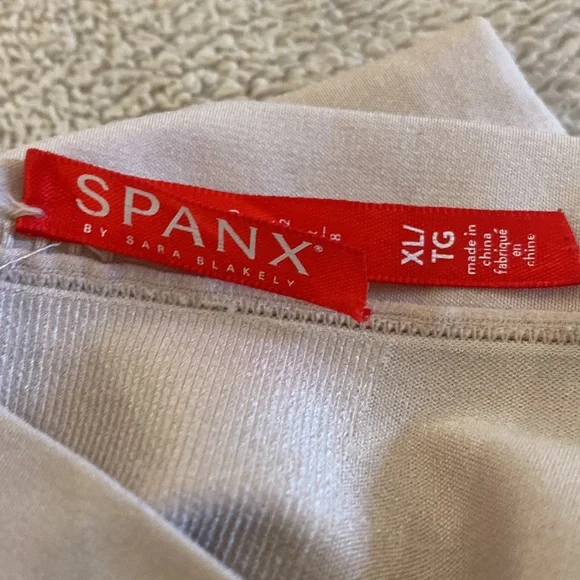 SPANX®
BY SARA BLAKELY
XL/
TG
made in
china
fabriqué
en
chine